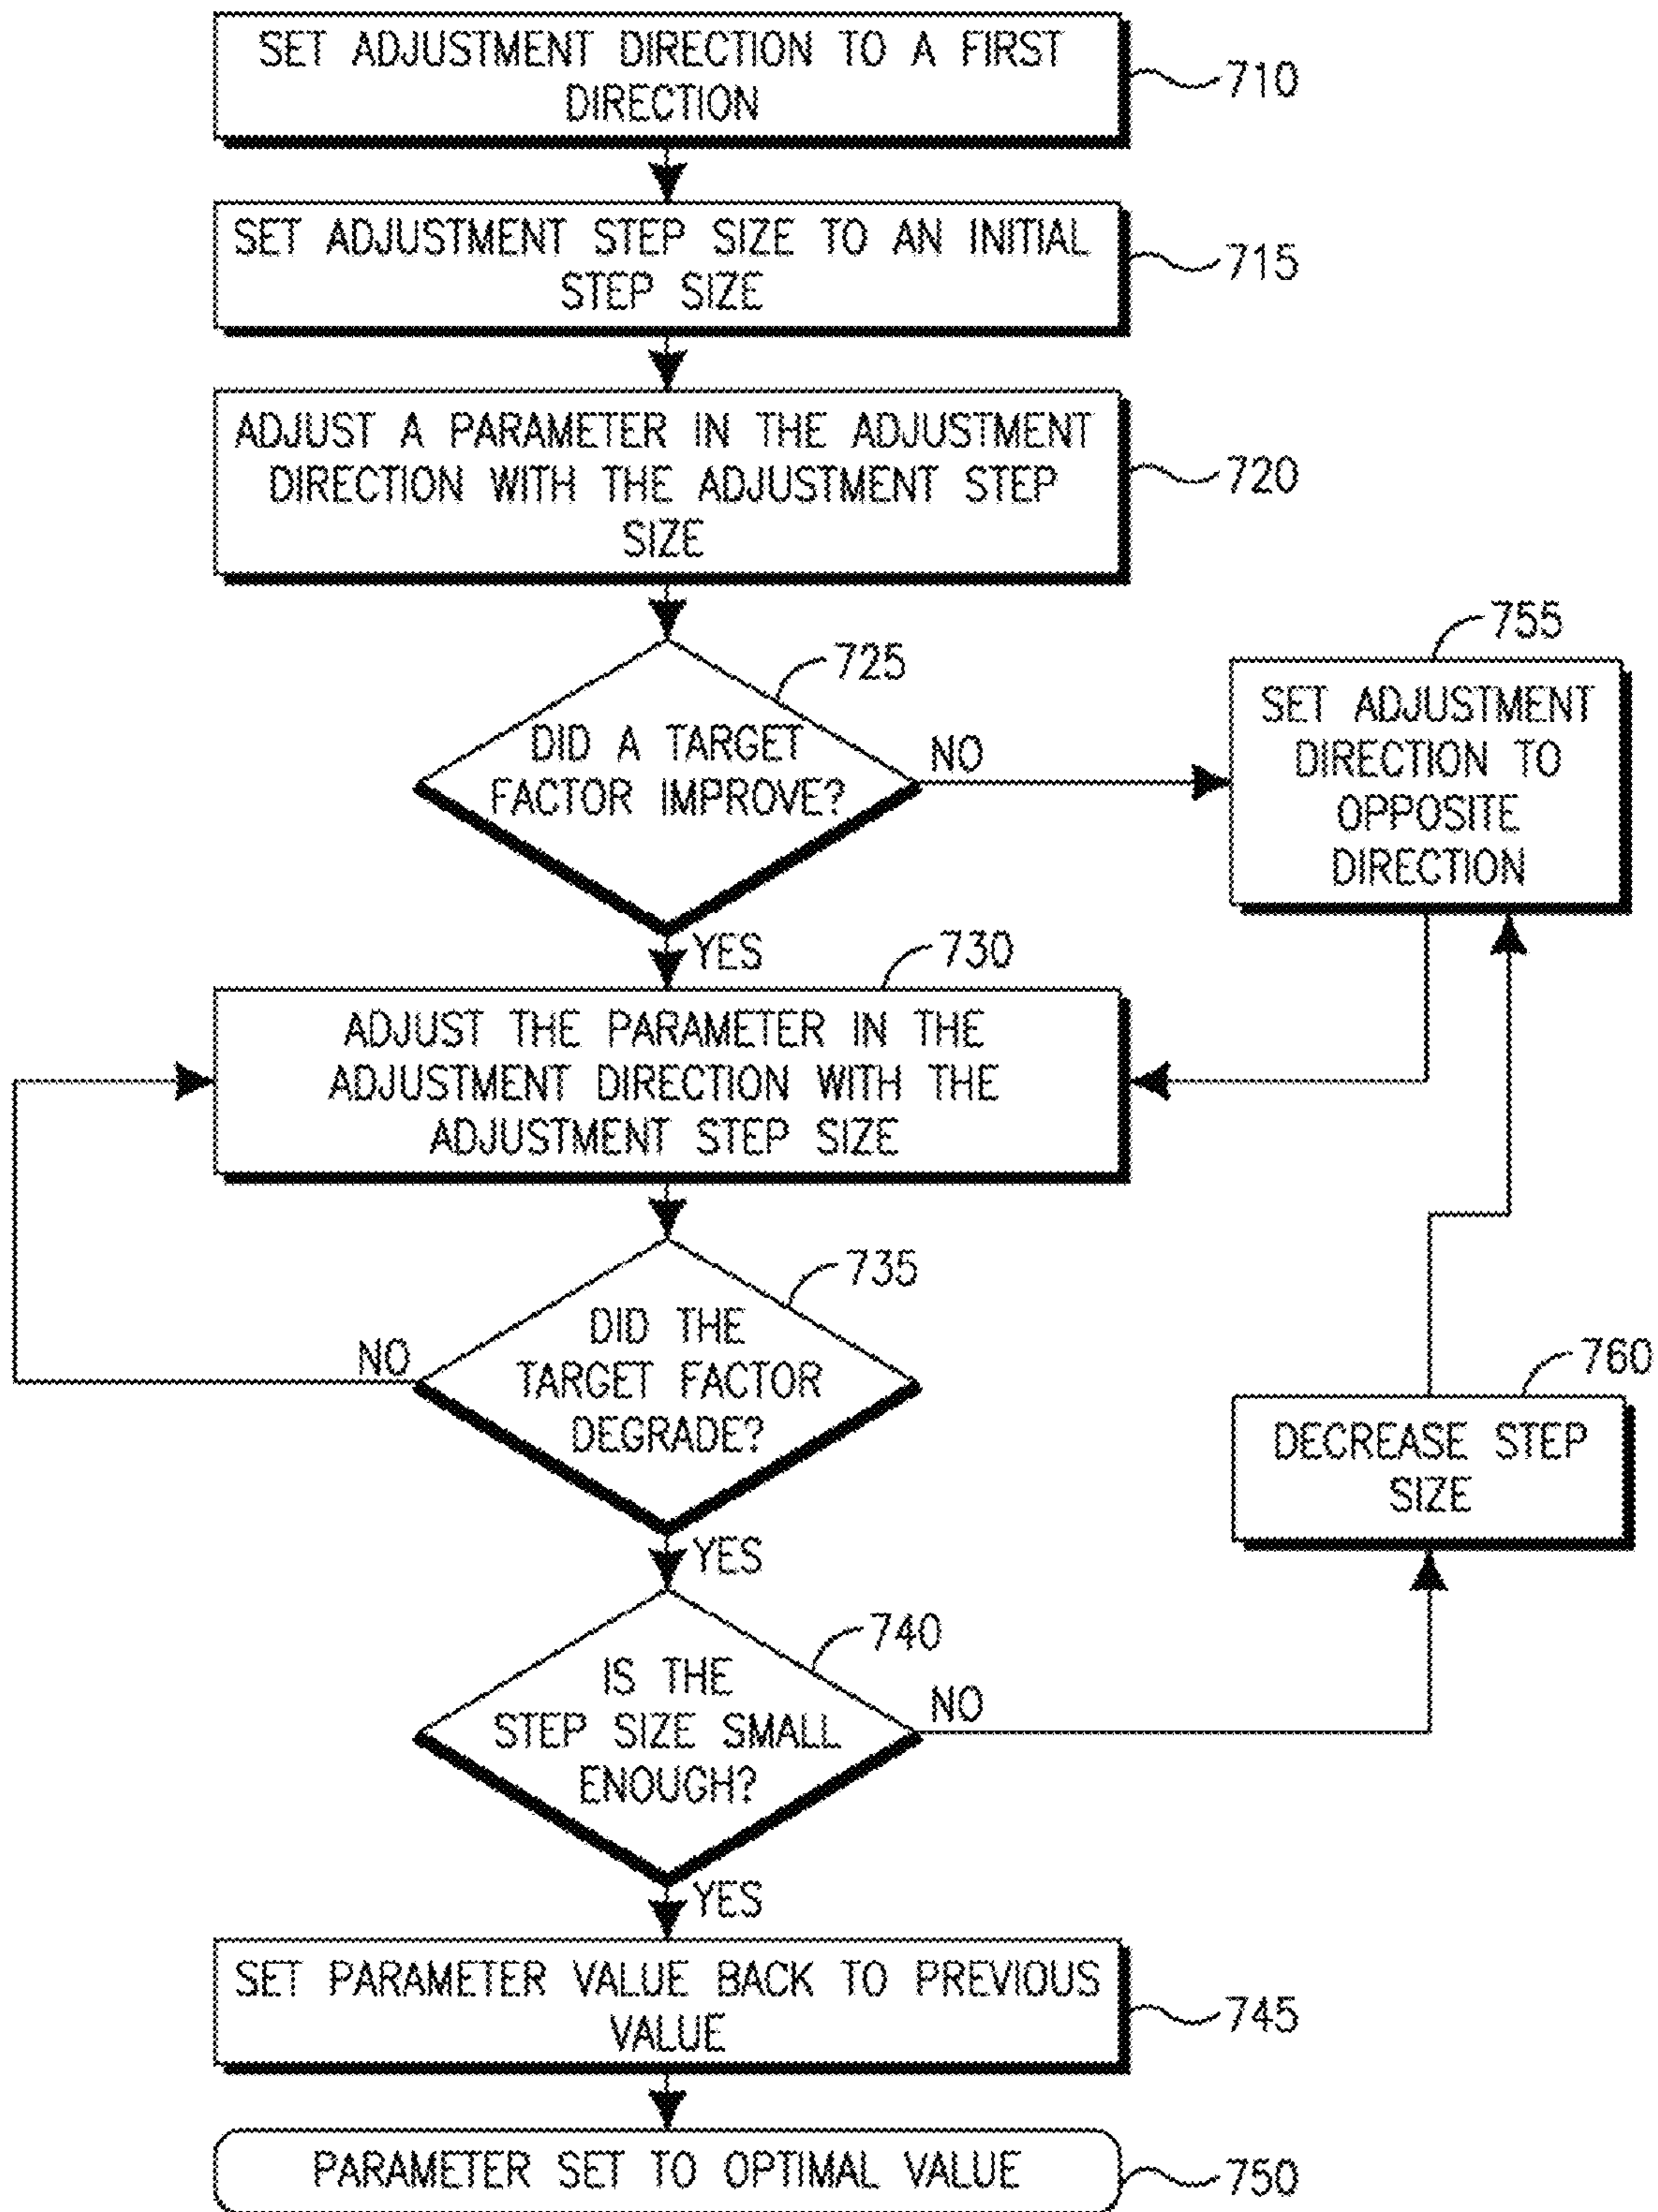 SET ADJUSTMENT DIRECTION TO A FIRST
DIRECTION
710
SET ADJUSTMENT STEP SIZE TO AN INITIAL
STEP SIZE
715
ADJUST A PARAMETER IN THE ADJUSTMENT
DIRECTION WITH THE ADJUSTMENT STEP
SIZE
720
725
DID A TARGET
FACTOR IMPROVE?
NO
YES
755
SET ADJUSTMENT
DIRECTION TO
OPPOSITE
DIRECTION
730
ADJUST THE PARAMETER IN THE
ADJUSTMENT DIRECTION WITH THE
ADJUSTMENT STEP SIZE
735
DID THE
TARGET FACTOR
DEGRADE?
NO
YES
760
DECREASE STEP
SIZE
740
IS THE
STEP SIZE SMALL
ENOUGH?
NO
YES
SET PARAMETER VALUE BACK TO PREVIOUS
VALUE
745
PARAMETER SET TO OPTIMAL VALUE
750